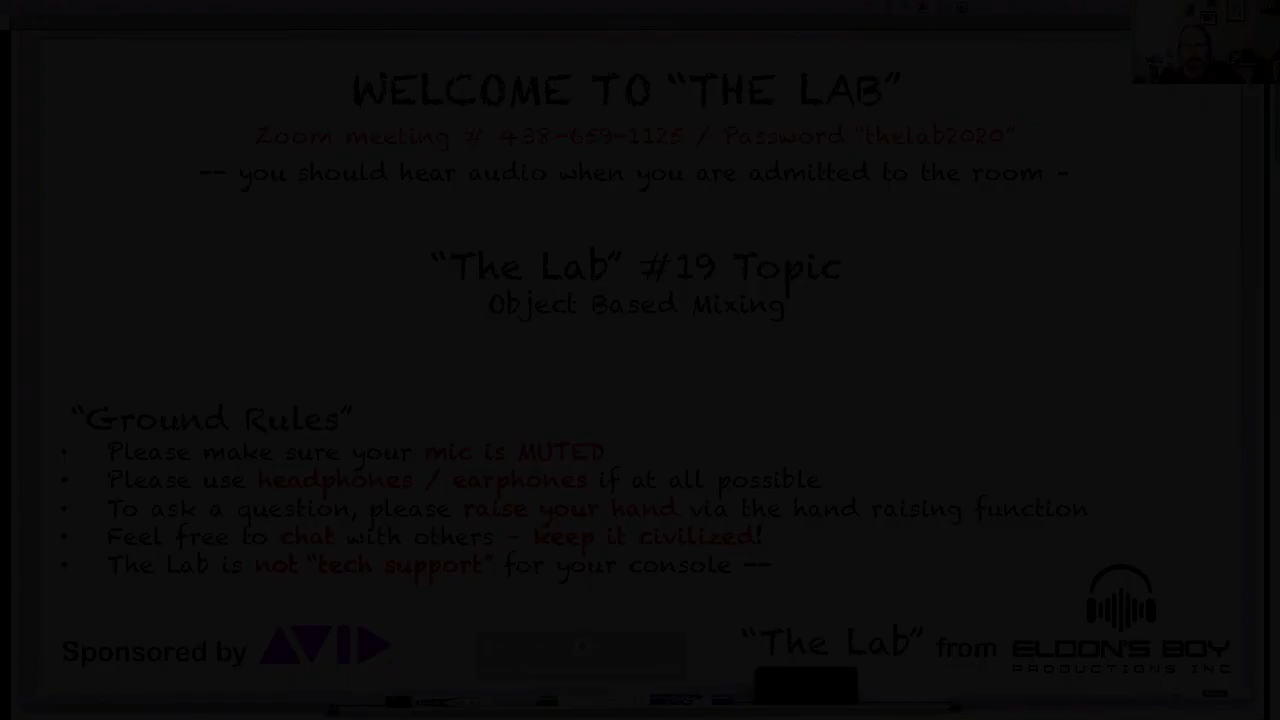 WELCOME TO “THE LAB”
Zoom meeting # 438-659-1125 / Password “thelab2020”
-- you should hear audio when you are admitted to the room -
“The Lab” #19 Topic
Object Based Mixing
“Ground Rules”
• Please make sure your mic is MUTED
• Please use headphones / earphones if at all possible
• To ask a question, please raise your hand via the hand raising function
• Feel free to chat with others – keep it civilized!
• The Lab is not “tech support” for your console --
Sponsored by AVID
“The Lab” from ELDON'S BOY
PRODUCTIONS INC